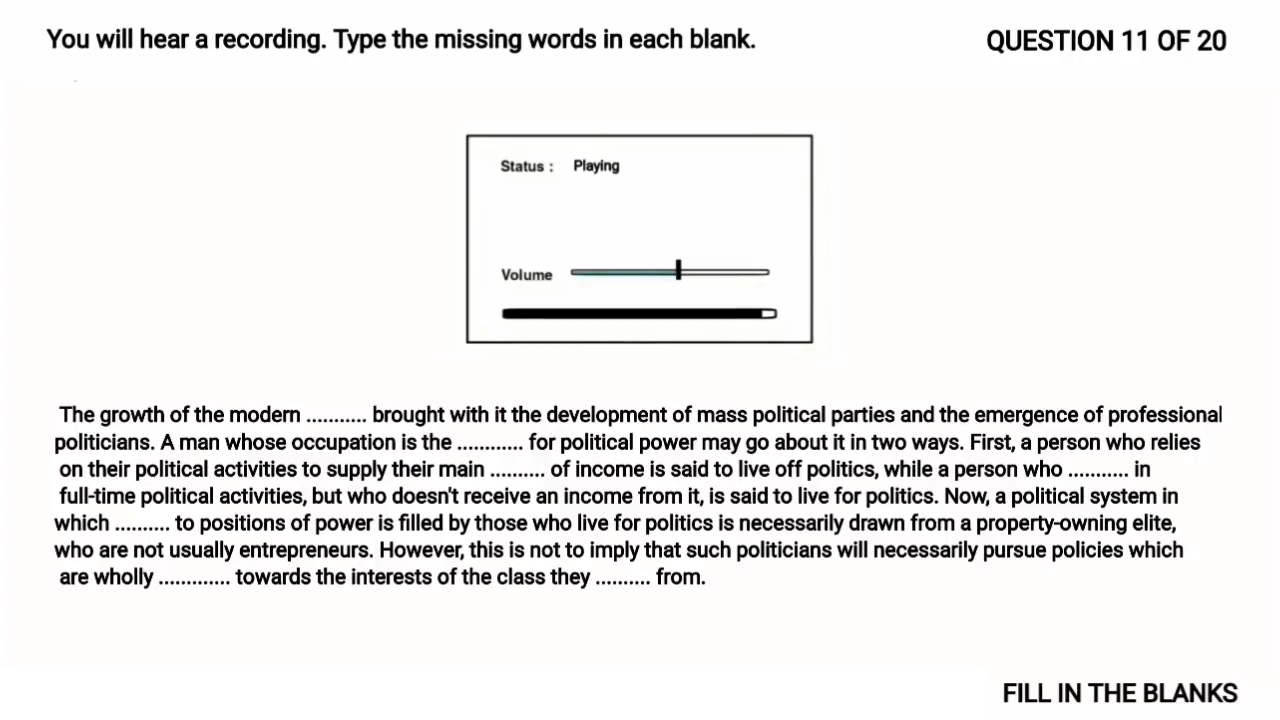 You will hear a recording. Type the missing words in each blank.
QUESTION 11 OF 20
Status : Playing
Volume
The growth of the modern ........... brought with it the development of mass political parties and the emergence of professional
politicians. A man whose occupation is the ............ for political power may go about it in two ways. First, a person who relies
on their political activities to supply their main .......... of income is said to live off politics, while a person who ........... in
full-time political activities, but who doesn't receive an income from it, is said to live for politics. Now, a political system in
which .......... to positions of power is filled by those who live for politics is necessarily drawn from a property-owning elite,
who are not usually entrepreneurs. However, this is not to imply that such politicians will necessarily pursue policies which
are wholly ............. towards the interests of the class they .......... from.
FILL IN THE BLANKS